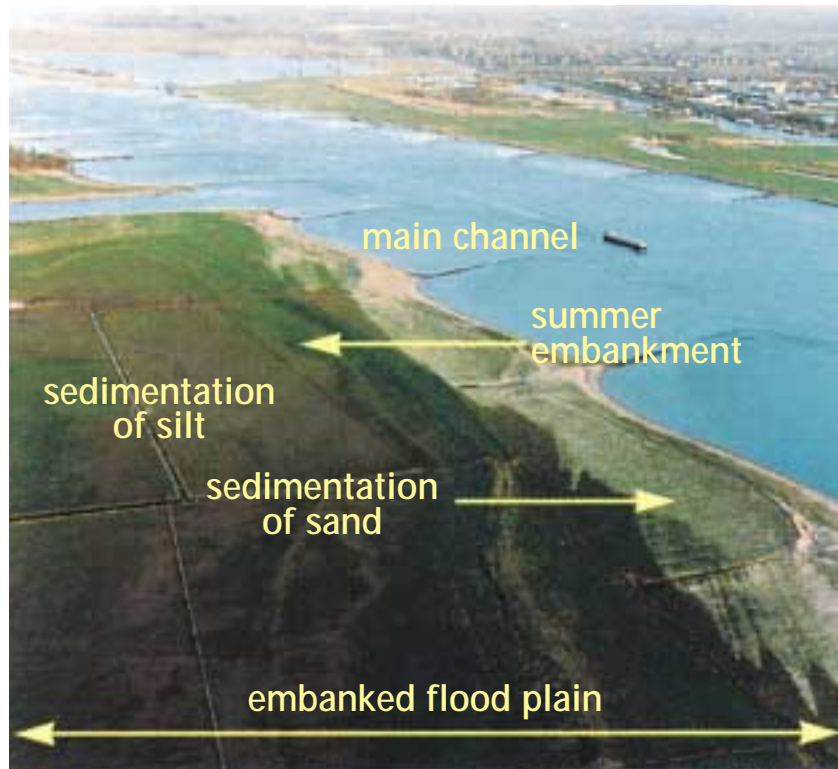 main channel
summer
embankment
sedimentation
of silt
sedimentation
of sand
embanked flood plain